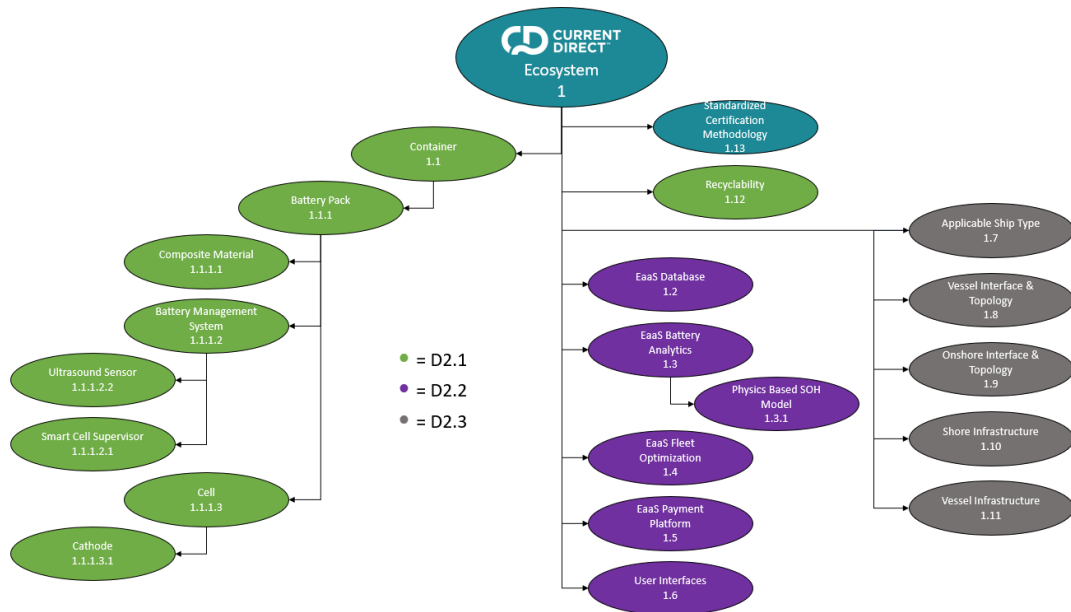 CURRENT
DIRECT™
Ecosystem
1
Standardized
Certification
Methodology
1.13
Container
1.1
Recyclability
1.12
Battery Pack
1.1.1
Applicable Ship Type
1.7
Composite Material
1.1.1.1
EaaS Database
1.2
Vessel Interface &
Topology
1.8
Battery Management
System
1.1.1.2
EaaS Battery
Analytics
1.3
Onshore Interface &
Topology
1.9
= D2.1
= D2.2
= D2.3
Ultrasound Sensor
1.1.1.2.2
Physics Based SOH
Model
1.3.1
Smart Cell Supervisor
1.1.1.2.1
EaaS Fleet
Optimization
1.4
Shore Infrastructure
1.10
Cell
1.1.1.3
EaaS Payment
Platform
1.5
Vessel Infrastructure
1.11
Cathode
1.1.1.3.1
User Interfaces
1.6